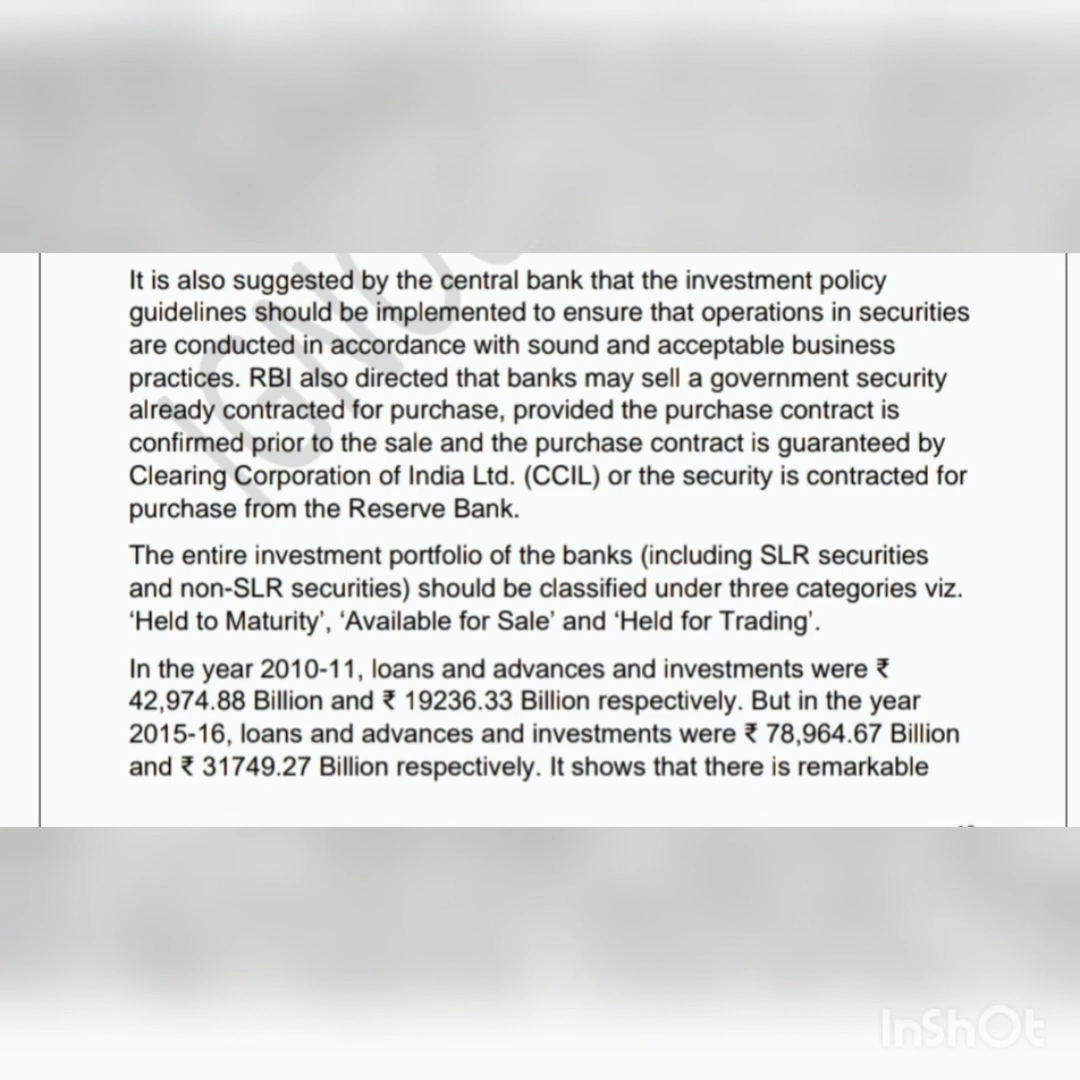 It is also suggested by the central bank that the investment policy
guidelines should be implemented to ensure that operations in securities
are conducted in accordance with sound and acceptable business
practices. RBI also directed that banks may sell a government security
already contracted for purchase, provided the purchase contract is
confirmed prior to the sale and the purchase contract is guaranteed by
Clearing Corporation of India Ltd. (CCIL) or the security is contracted for
purchase from the Reserve Bank.
The entire investment portfolio of the banks (including SLR securities
and non-SLR securities) should be classified under three categories viz.
‘Held to Maturity’, ‘Available for Sale’ and ‘Held for Trading’.
In the year 2010-11, loans and advances and investments were ₹
42,974.88 Billion and ₹ 19236.33 Billion respectively. But in the year
2015-16, loans and advances and investments were ₹ 78,964.67 Billion
and ₹ 31749.27 Billion respectively. It shows that there is remarkable
InShOt